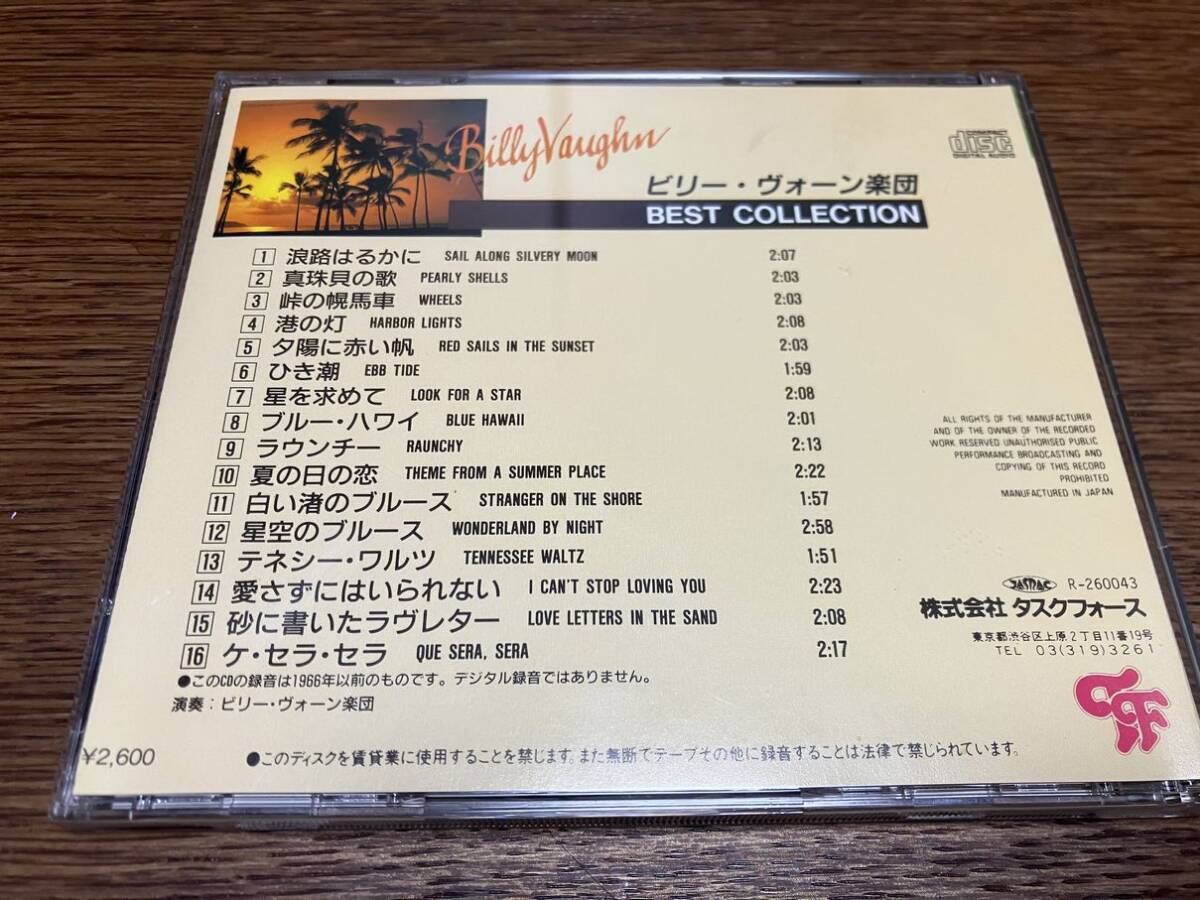 Billy Vaughn
COMPACT
disc
DIGITAL AUDIO
ビリー・ヴォーン楽団
BEST COLLECTION
1 浪路はるかに SAIL ALONG SILVERY MOON 2:07
2 真珠貝の歌 PEARLY SHELLS 2:03
3 峠の幌馬車 WHEELS 2:03
4 港の灯 HARBOR LIGHTS 2:08
5 夕陽に赤い帆 RED SAILS IN THE SUNSET 2:03
6 ひき潮 EBB TIDE 1:59
7 星を求めて LOOK FOR A STAR 2:08
8 ブルー・ハワイ BLUE HAWAII 2:01
9 ラウンチー RAUNCHY 2:13
10 夏の日の恋 THEME FROM A SUMMER PLACE 2:22
11 白い渚のブルース STRANGER ON THE SHORE 1:57
12 星空のブルース WONDERLAND BY NIGHT 2:58
13 テネシー・ワルツ TENNESSEE WALTZ 1:51
14 愛さずにはいられない I CAN'T STOP LOVING YOU 2:23
15 砂に書いたラヴレター LOVE LETTERS IN THE SAND 2:08
16 ケ・セラ・セラ QUE SERA, SERA 2:17
●このCDの録音は1966年以前のものです。デジタル録音ではありません。
演奏：ビリー・ヴォーン楽団
ALL RIGHTS OF THE MANUFACTURER
AND OF THE OWNER OF THE RECORDED
WORK RESERVED UNAUTHORISED PUBLIC
PERFORMANCE BROADCASTING AND
COPYING OF THIS RECORD
PROHIBITED
MANUFACTURED IN JAPAN
JASRAC R-260043
株式会社 タスクフォース
東京都渋谷区上原2丁目11番19号
TEL 03(319)3261
¥2,600
●このディスクを賃貸業に使用することを禁じます。また無断でテープその他に録音することは法律で禁じられています。